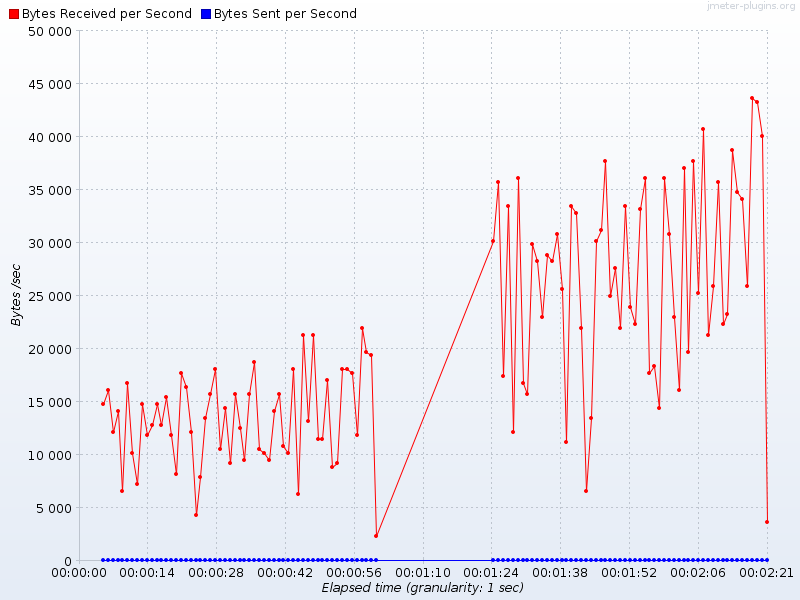 jmeter-plugins.org
Bytes Received per Second Bytes Sent per Second
50 000
45 000
40 000
35 000
30 000
25 000
20 000
15 000
10 000
5 000
0
Bytes /sec
00:00:00 00:00:14 00:00:28 00:00:42 00:00:56 00:01:10 00:01:24 00:01:38 00:01:52 00:02:06 00:02:21
Elapsed time (granularity: 1 sec)